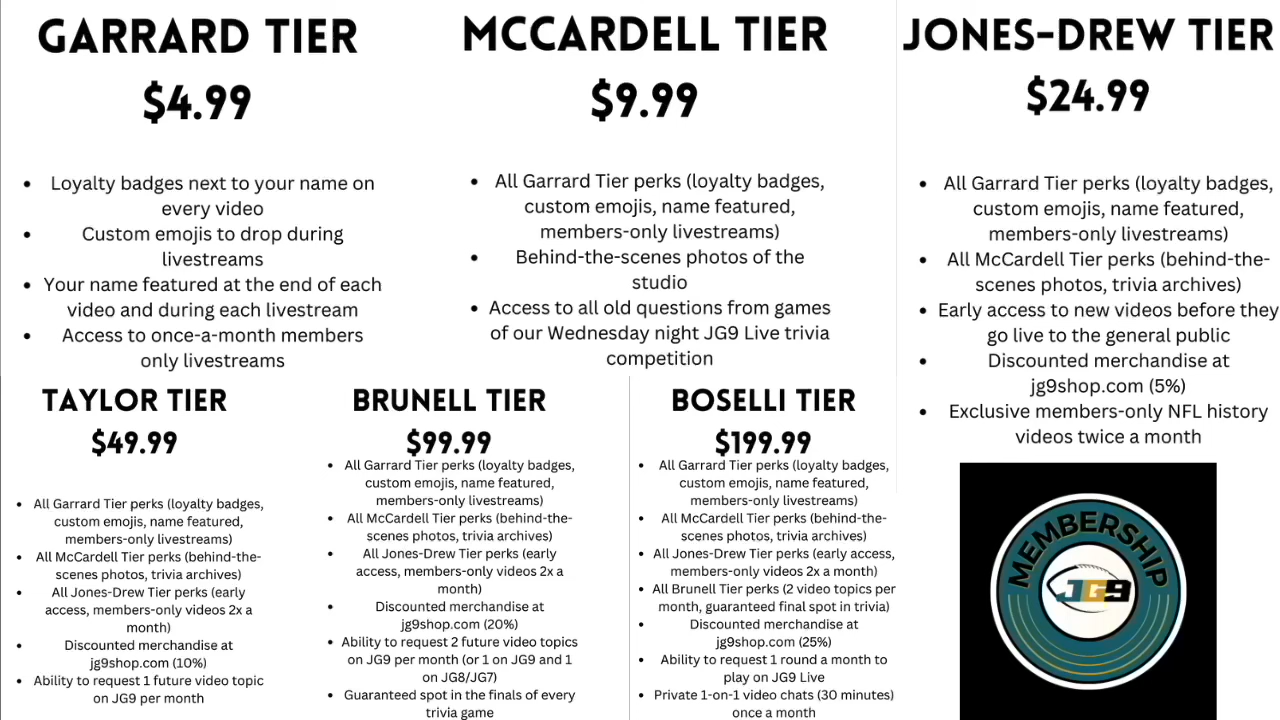 GARRARD TIER
$4.99
• Loyalty badges next to your name on
every video
• Custom emojis to drop during
livestreams
• Your name featured at the end of each
video and during each livestream
• Access to once-a-month members
only livestreams
MCCARDELL TIER
$9.99
• All Garrard Tier perks (loyalty badges,
custom emojis, name featured,
members-only livestreams)
• Behind-the-scenes photos of the
studio
• Access to all old questions from games
of our Wednesday night JG9 Live trivia
competition
JONES-DREW TIER
$24.99
• All Garrard Tier perks (loyalty badges,
custom emojis, name featured,
members-only livestreams)
• All McCardell Tier perks (behind-the-
scenes photos, trivia archives)
• Early access to new videos before they
go live to the general public
• Discounted merchandise at
jg9shop.com (5%)
• Exclusive members-only NFL history
videos twice a month
TAYLOR TIER
$49.99
• All Garrard Tier perks (loyalty badges,
custom emojis, name featured,
members-only livestreams)
• All McCardell Tier perks (behind-the-
scenes photos, trivia archives)
• All Jones-Drew Tier perks (early
access, members-only videos 2x a
month)
• Discounted merchandise at
jg9shop.com (10%)
• Ability to request 1 future video topic
on JG9 per month
BRUNELL TIER
$99.99
• All Garrard Tier perks (loyalty badges,
custom emojis, name featured,
members-only livestreams)
• All McCardell Tier perks (behind-the-
scenes photos, trivia archives)
• All Jones-Drew Tier perks (early
access, members-only videos 2x a
month)
• Discounted merchandise at
jg9shop.com (20%)
• Ability to request 2 future video topics
on JG9 per month (or 1 on JG9 and 1
on JG8/JG7)
• Guaranteed spot in the finals of every
trivia game
BOSELLI TIER
$199.99
• All Garrard Tier perks (loyalty badges,
custom emojis, name featured,
members-only livestreams)
• All McCardell Tier perks (behind-the-
scenes photos, trivia archives)
• All Jones-Drew Tier perks (early access,
members-only videos 2x a month)
• All Brunell Tier perks (2 video topics per
month, guaranteed final spot in trivia)
• Discounted merchandise at
jg9shop.com (25%)
• Ability to request 1 round a month to
play on JG9 Live
• Private 1-on-1 video chats (30 minutes)
once a month
MEMBERSHIP
JG9